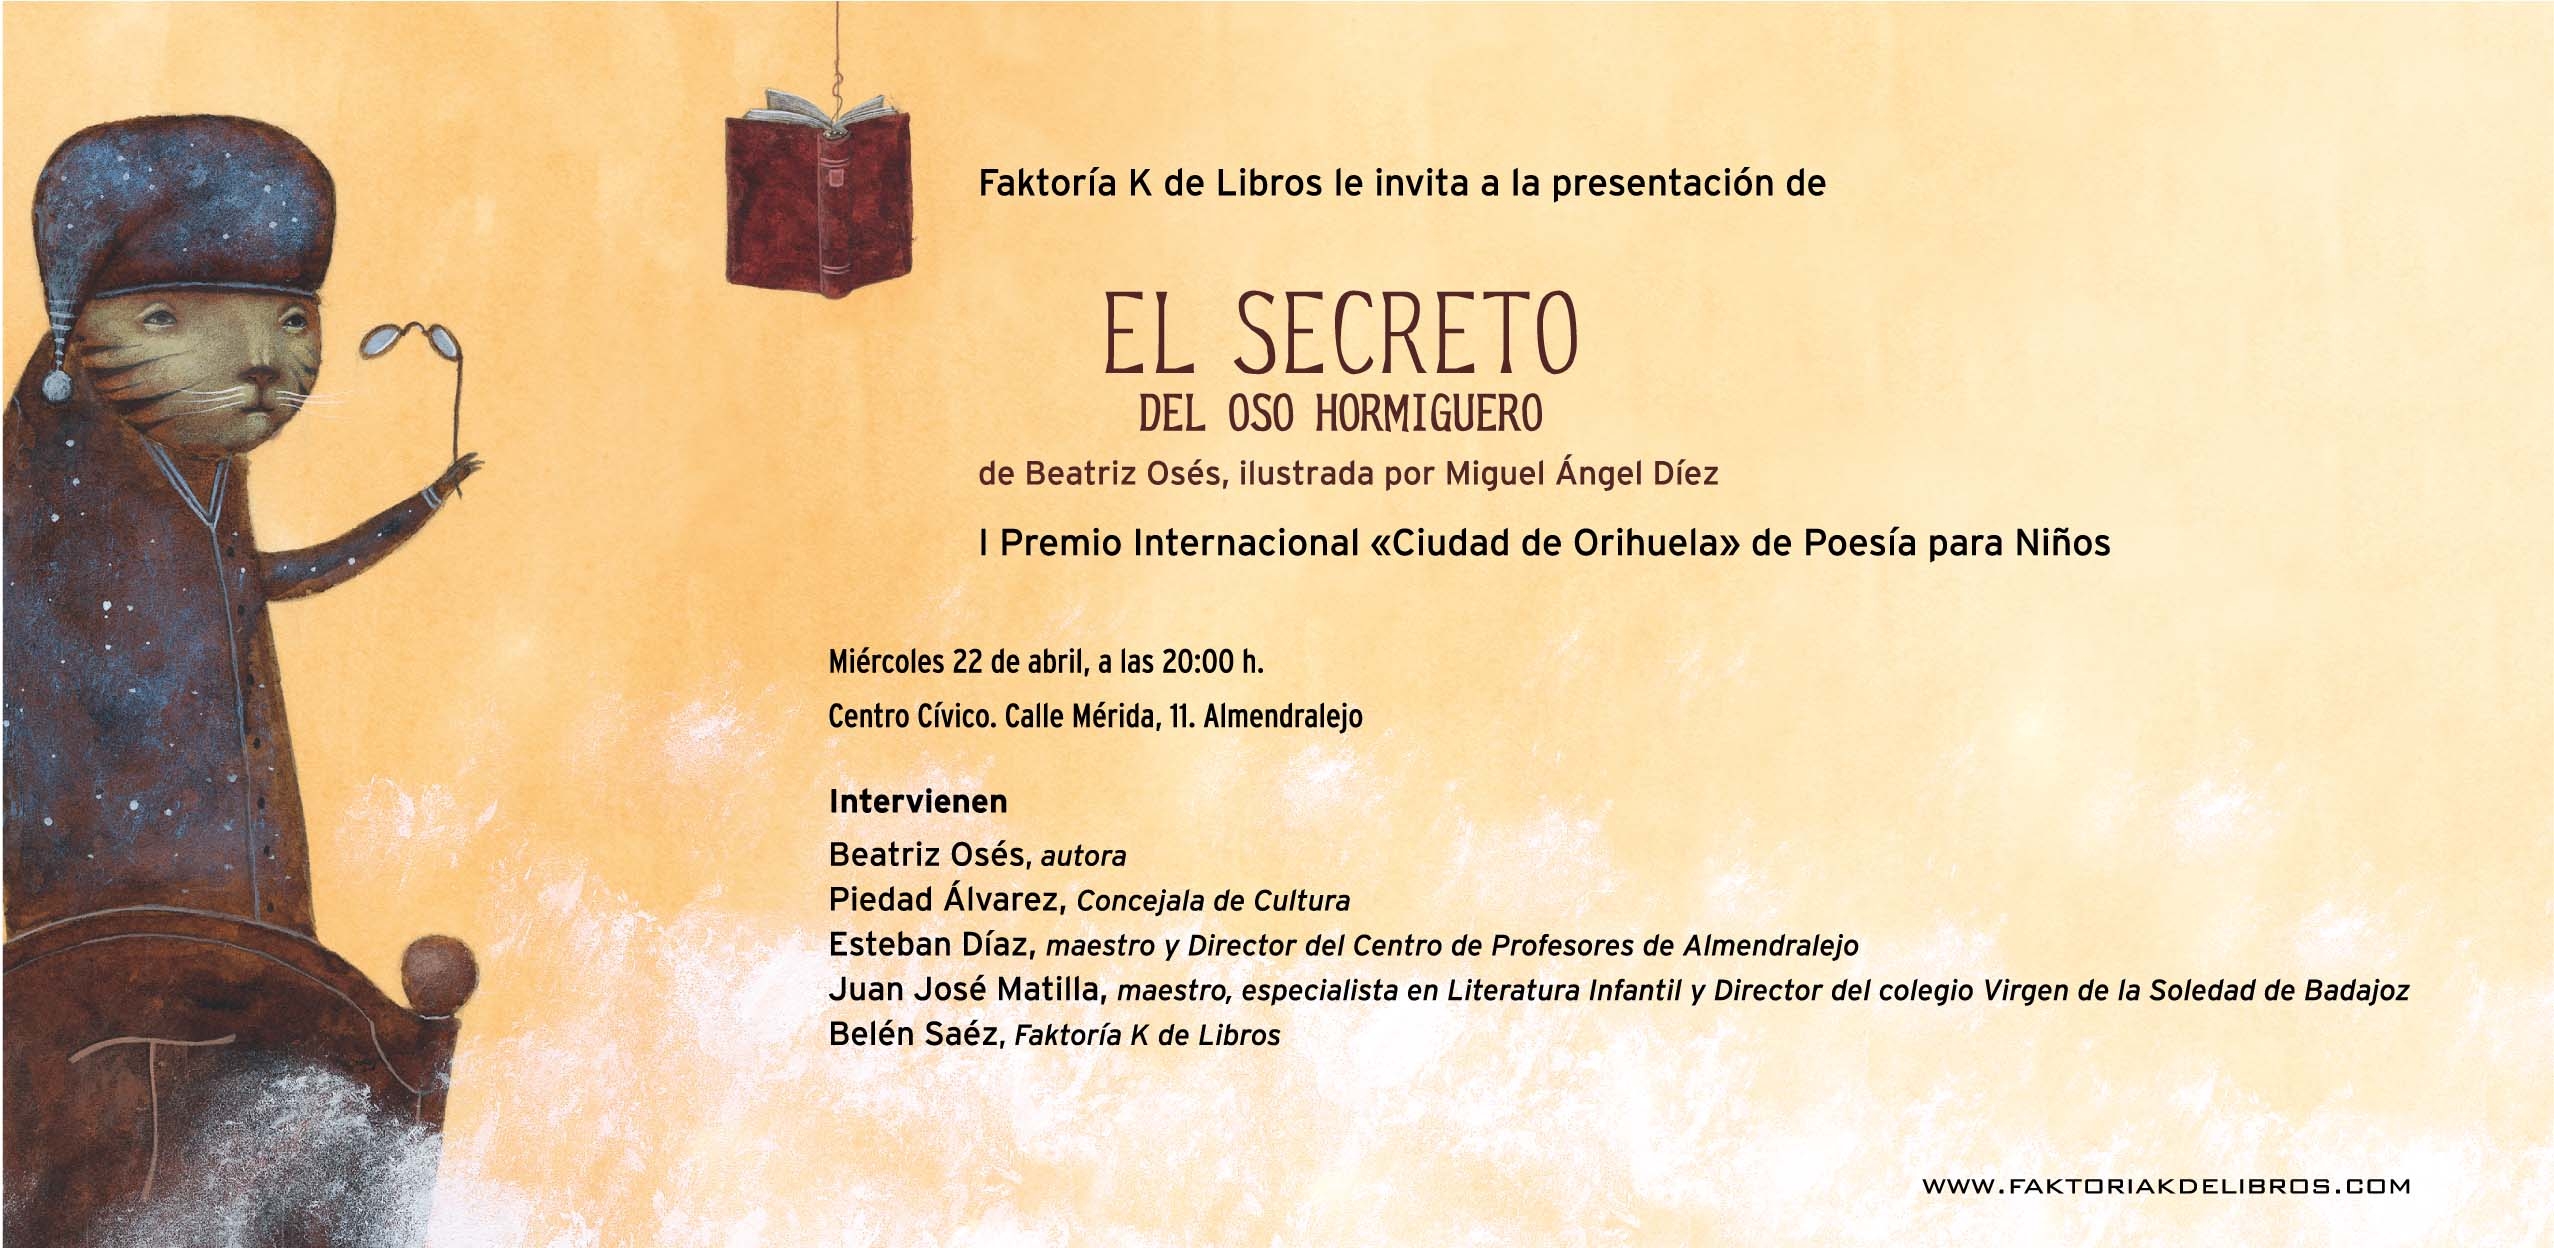 Faktoría K de Libros le invita a la presentación de
EL SECRETO
DEL OSO HORMIGUERO
de Beatriz Osés, ilustrada por Miguel Ángel Díez
I Premio Internacional «Ciudad de Orihuela» de Poesía para Niños
Miércoles 22 de abril, a las 20:00 h.
Centro Cívico. Calle Mérida, 11. Almendralejo
Intervienen
Beatriz Osés, autora
Piedad Álvarez, Concejala de Cultura
Esteban Díaz, maestro y Director del Centro de Profesores de Almendralejo
Juan José Matilla, maestro, especialista en Literatura Infantil y Director del colegio Virgen de la Soledad de Badajoz
Belén Saéz, Faktoría K de Libros
WWW.FAKTORIAKDELIBROS.COM